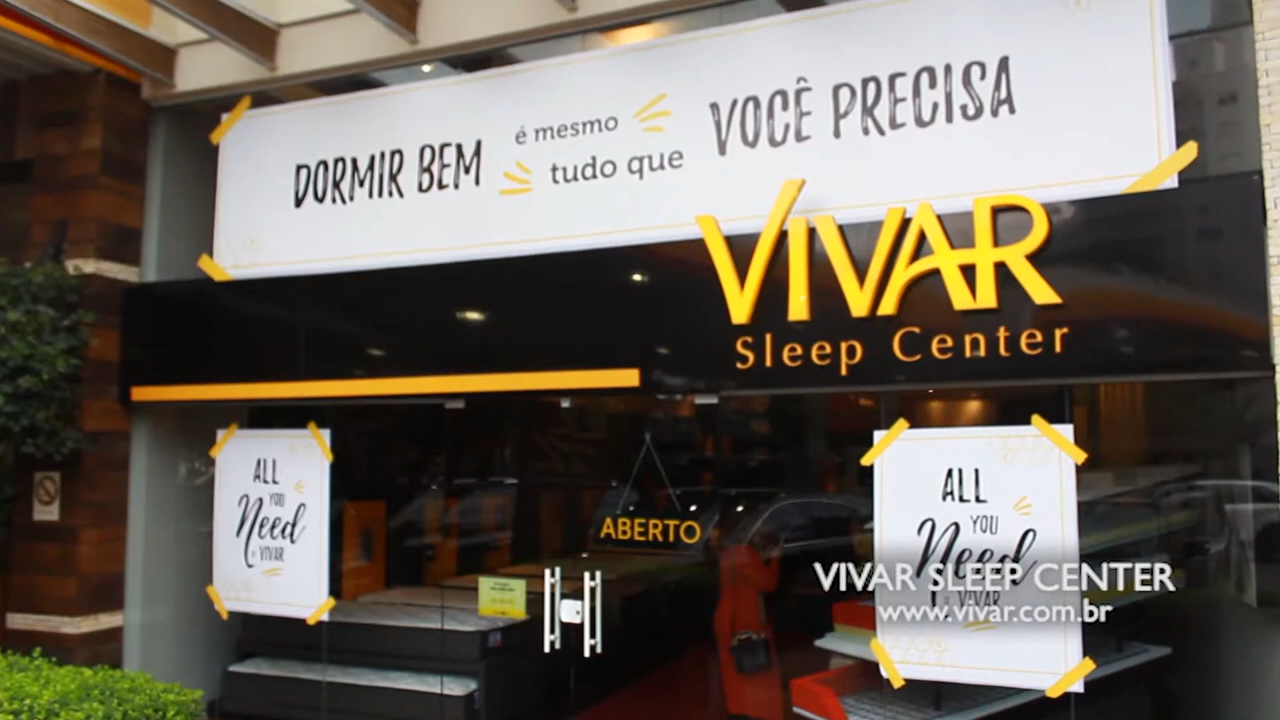 DORMIR BEM é mesmo tudo que VOCÊ PRECISA
VIVAR
Sleep Center
ALL
YOU
Need
é VIVAR
ABERTO
ALL
YOU
Need
VIVAR
VIVAR SLEEP CENTER
www.vivar.com.br